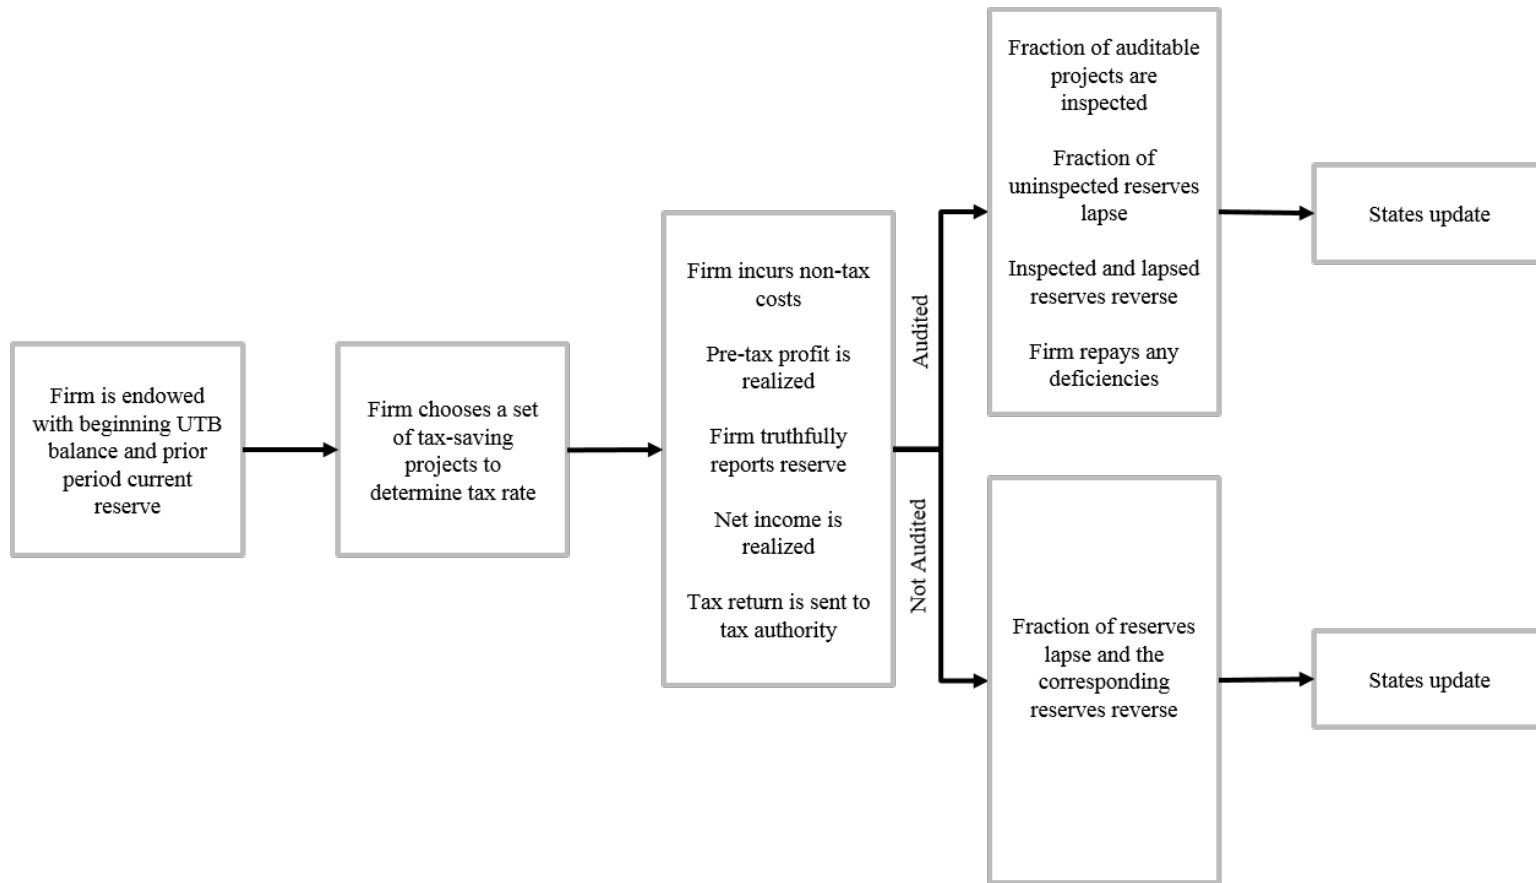 Firm is endowed
with beginning UTB
balance and prior
period current
reserve
Firm chooses a set
of tax-saving
projects to
determine tax rate
Firm incurs non-tax
costs
Pre-tax profit is
realized
Firm truthfully
reports reserve
Net income is
realized
Tax return is sent to
tax authority
Audited
Not Audited
Fraction of auditable
projects are
inspected
Fraction of
uninspected reserves
lapse
Inspected and lapsed
reserves reverse
Firm repays any
deficiencies
States update
Fraction of reserves
lapse and the
corresponding
reserves reverse
States update